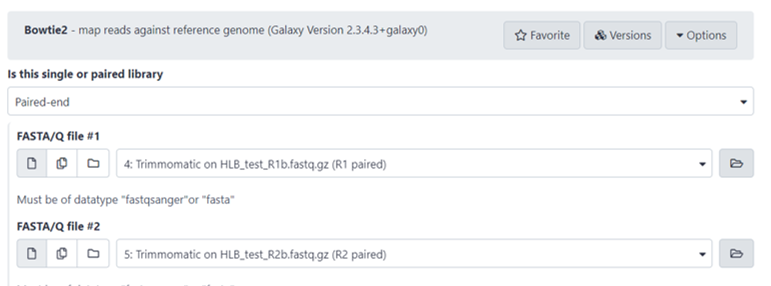 Bowtie2 - map reads against reference genome (Galaxy Version 2.3.4.3+galaxy0)
Favorite
Versions
Options
Is this single or paired library
Paired-end
FASTA/Q file #1
4: Trimmomatic on HLB_test_R1b.fastq.gz (R1 paired)
Must be of datatype "fastqsanger"or "fasta"
FASTA/Q file #2
5: Trimmomatic on HLB_test_R2b.fastq.gz (R2 paired)